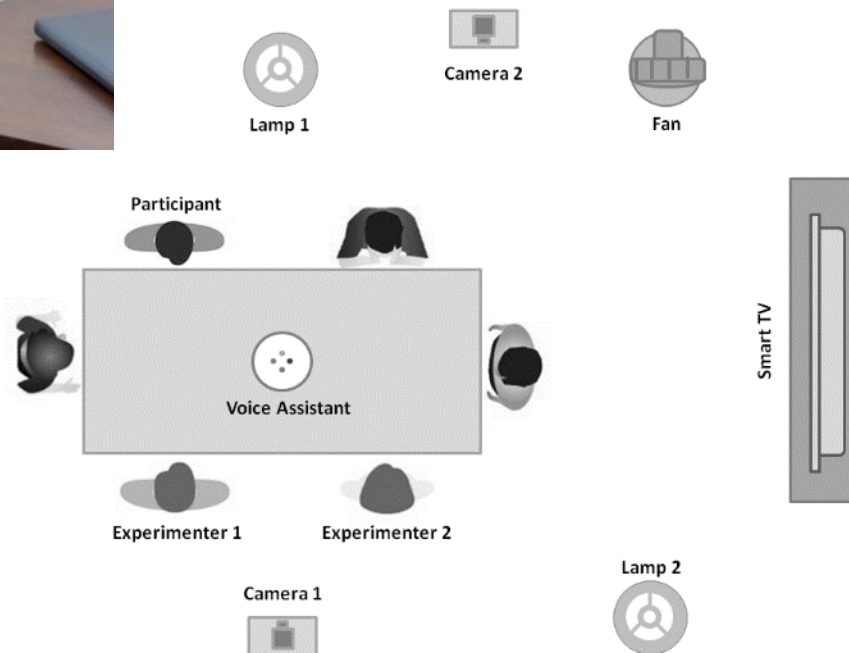 Camera 2
Lamp 1
Fan
Participant
Smart TV
Voice Assistant
Experimenter 1
Experimenter 2
Lamp 2
Camera 1